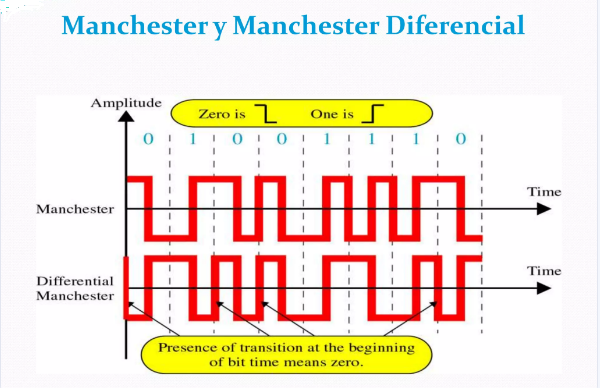 Manchester y Manchester Diferencial
Amplitude
Zero is One is
0 1 0 0 1 1 1 0
Time
Manchester
Time
Differential
Manchester
Presence of transition at the beginning
of bit time means zero.